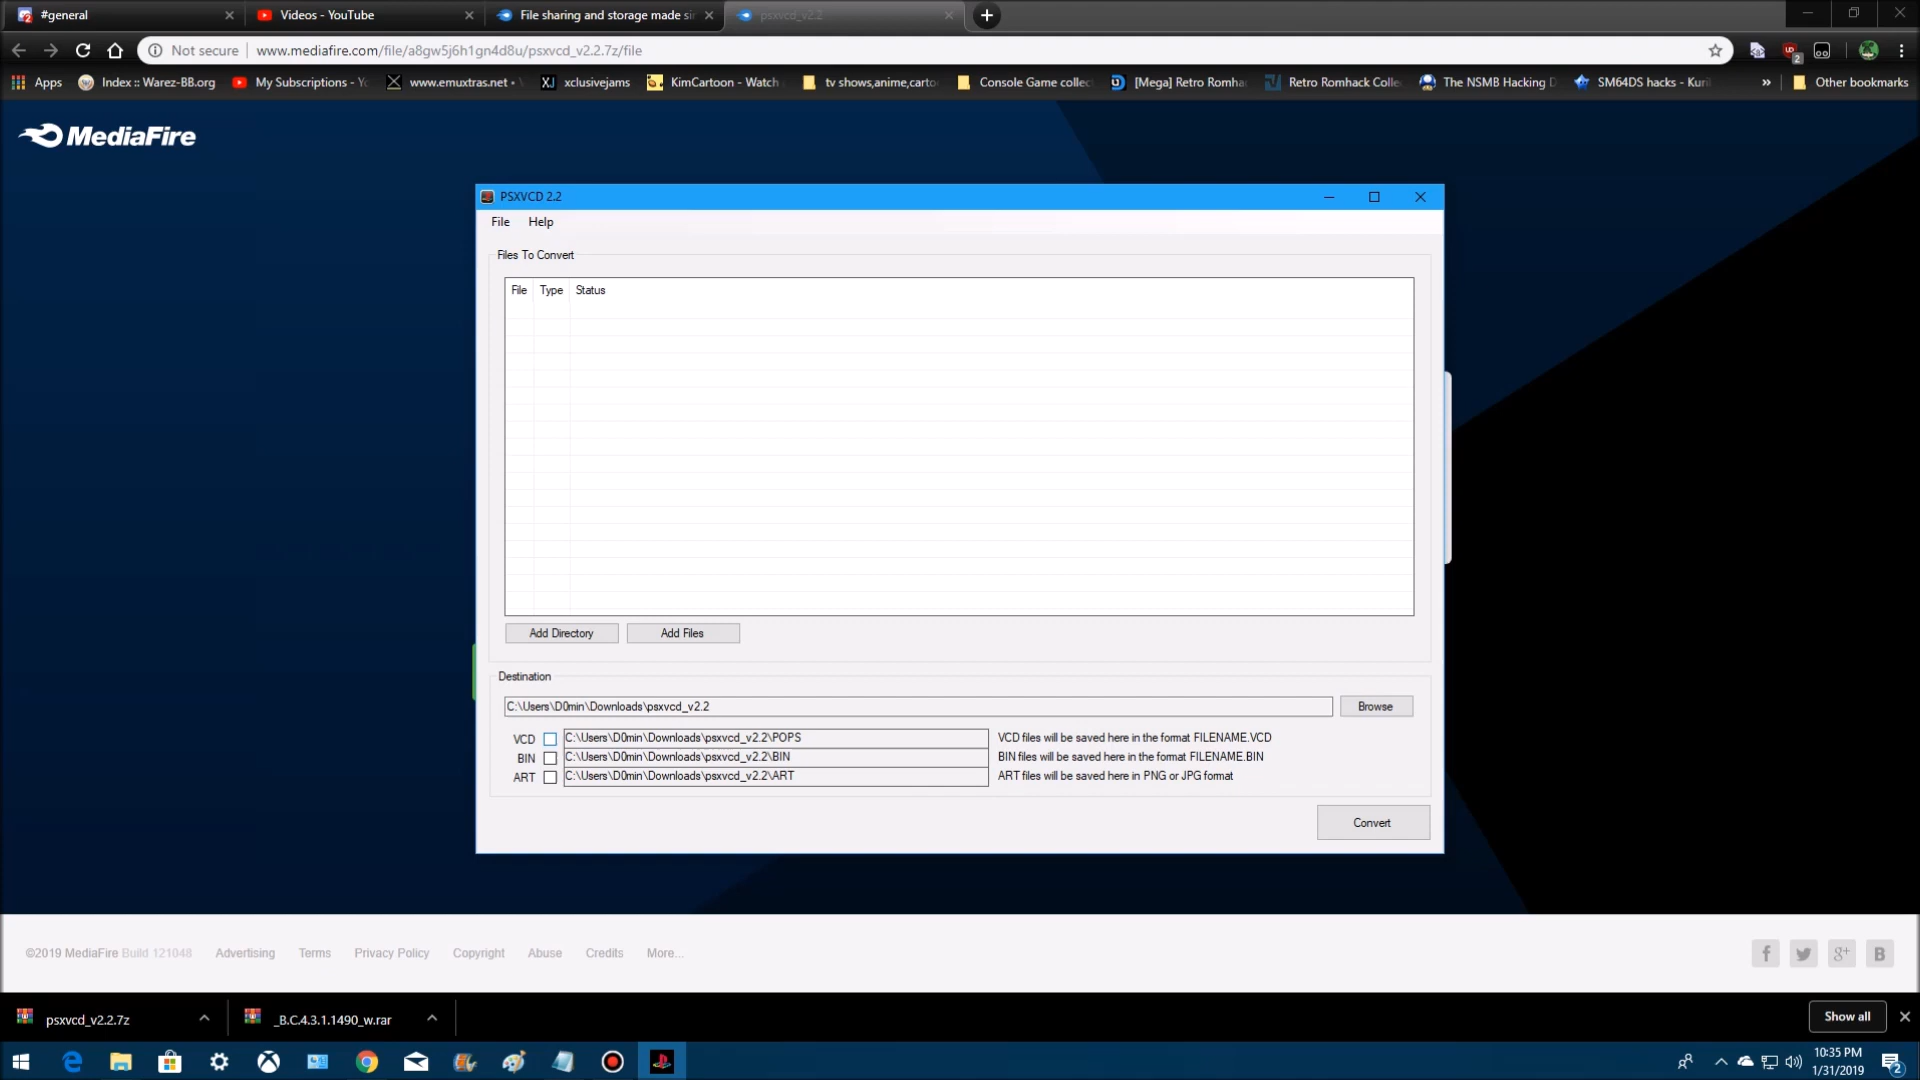 #general
Videos - YouTube
File sharing and storage made si
psxvcd_v2.2
Not secure
www.mediafire.com/file/a8gw5j6h1gn4d8u/psxvcd_v2.2.7z/file
Apps
Index :: Warez-BB.org
My Subscriptions - Yo
www.emuxtras.net •
xclusivejams
KimCartoon - Watch
tv shows,anime,carto
Console Game collec
[Mega] Retro Romha
Retro Romhack Colle
The NSMB Hacking D
SM64DS hacks - Kuri
»
Other bookmarks
MediaFire
PSXVCD 2.2
File Help
Files To Convert
File Type Status
Add Directory Add Files
Destination
C:\Users\D0min\Downloads\psxvcd_v2.2 Browse
VCD C:\Users\D0min\Downloads\psxvcd_v2.2\POPS VCD files will be saved here in the format FILENAME.VCD
BIN C:\Users\D0min\Downloads\psxvcd_v2.2\BIN BIN files will be saved here in the format FILENAME.BIN
ART C:\Users\D0min\Downloads\psxvcd_v2.2\ART ART files will be saved here in PNG or JPG format
Convert
©2019 MediaFire Build 121048 Advertising Terms Privacy Policy Copyright Abuse Credits More...
psxvcd_v2.2.7z
_B.C.4.3.1.1490_w.rar
Show all
10:35 PM
1/31/2019
2